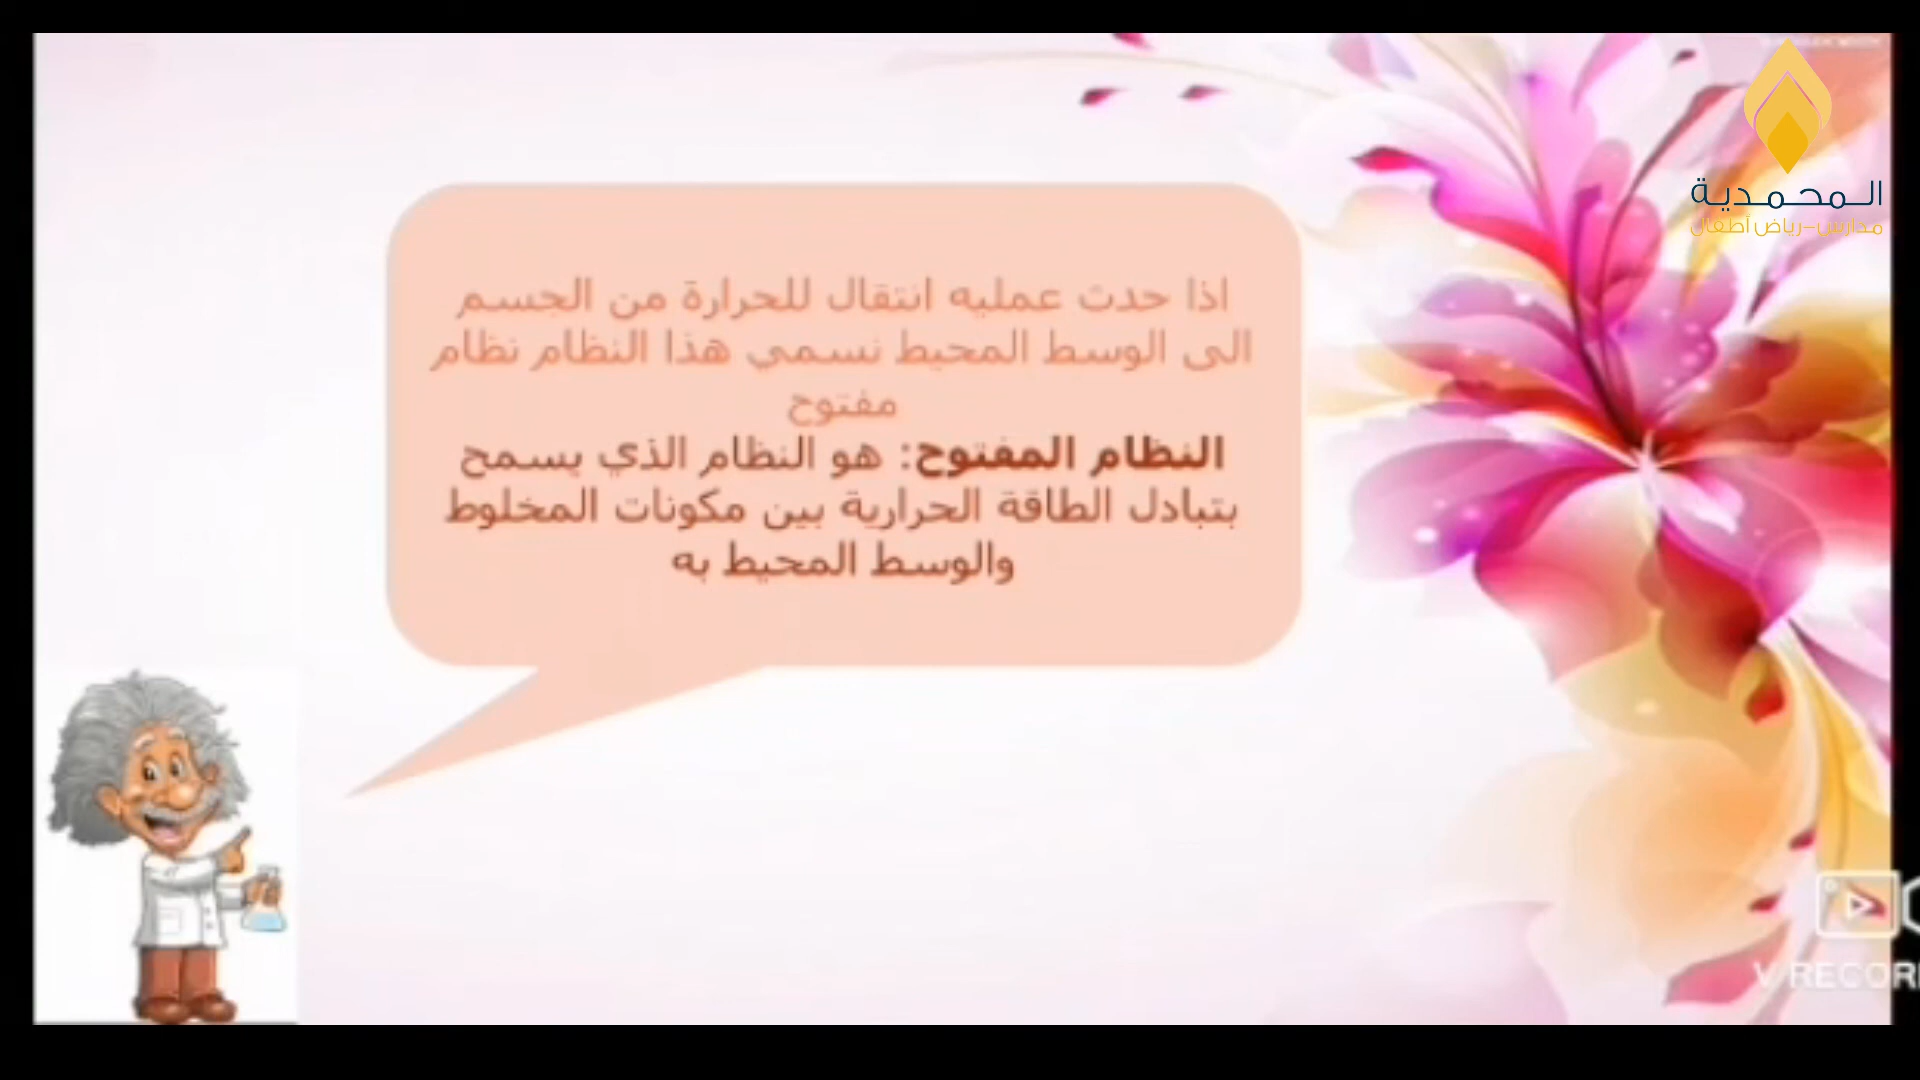 المحمدية
مدارس-رياض أطفال
اذا حدث عمليه انتقال للحرارة من الجسم
الى الوسط المحيط نسمي هذا النظام نظام
مفتوح
النظام المفتوح: هو النظام الذي يسمح
بتبادل الطاقة الحرارية بين مكونات المخلوط
والوسط المحيط به
V RECOR